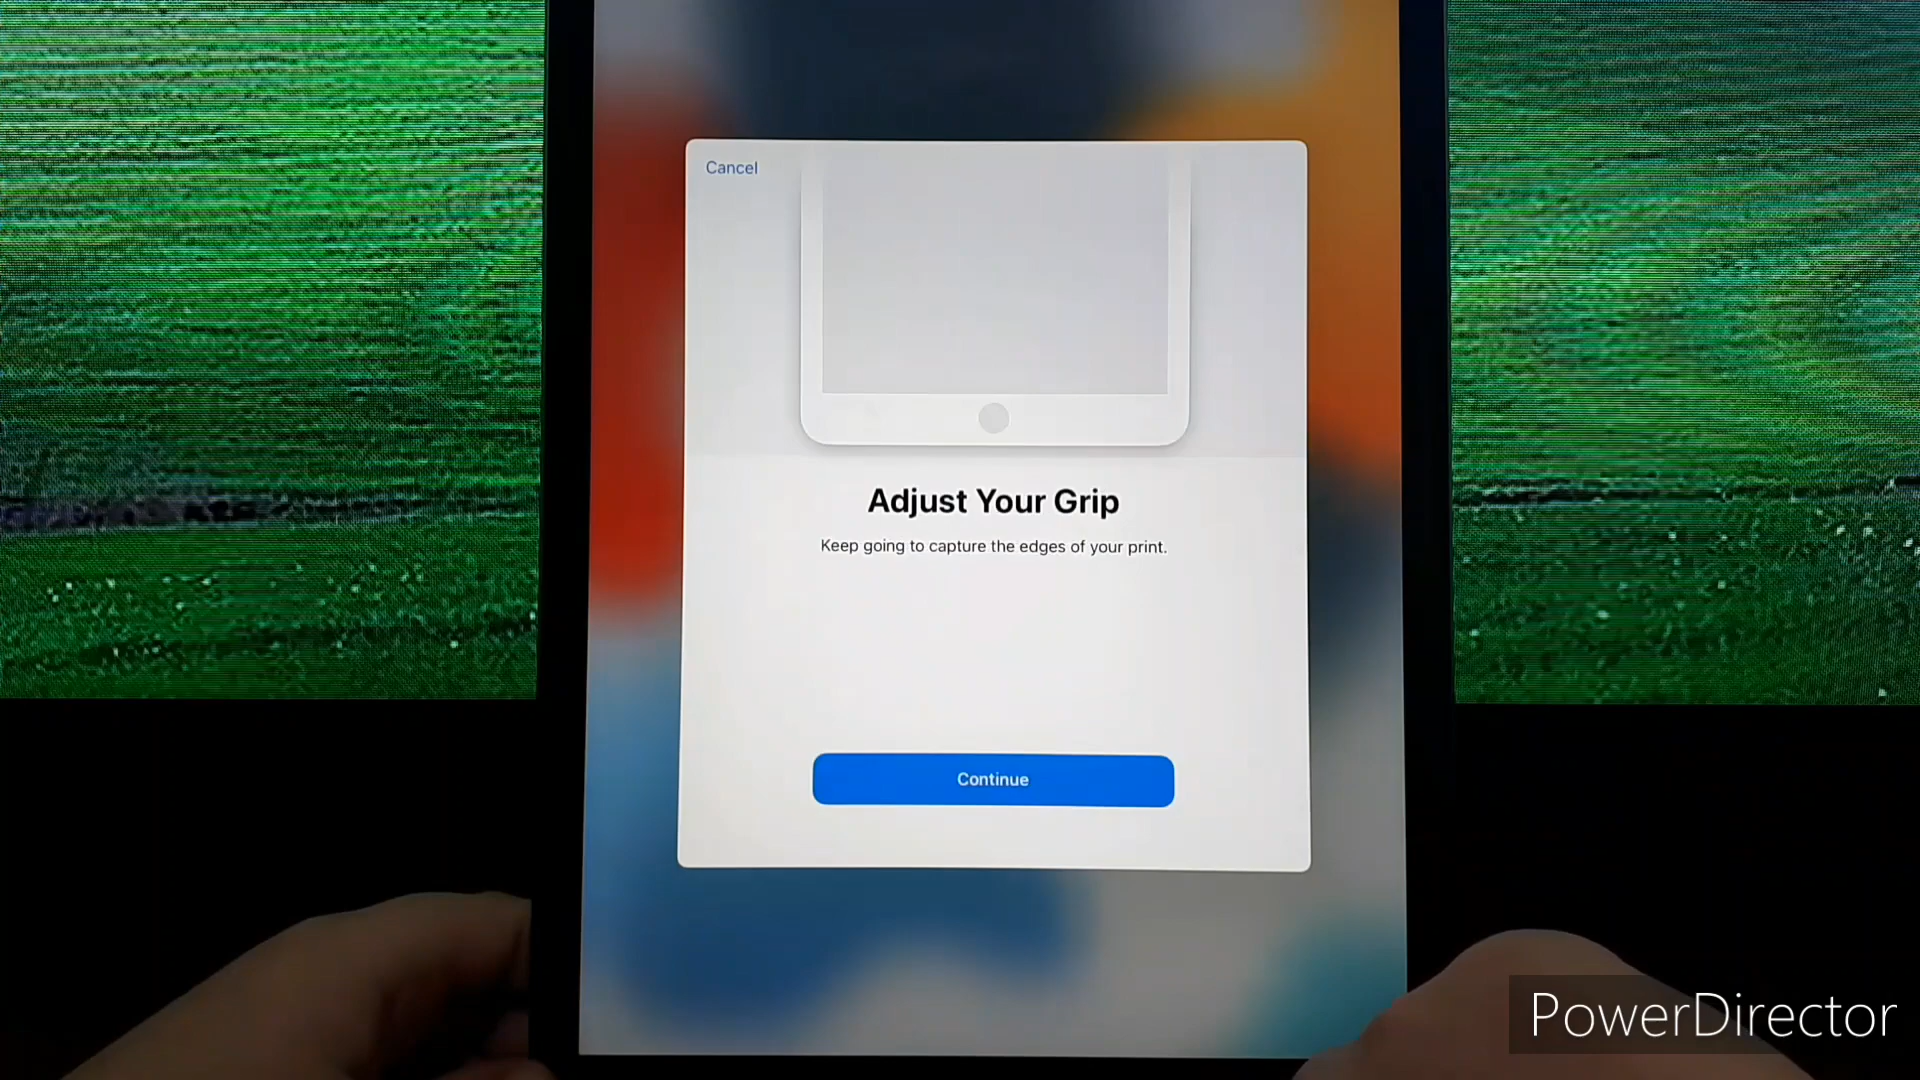 Cancel
Adjust Your Grip
Keep going to capture the edges of your print.
Continue
PowerDirector